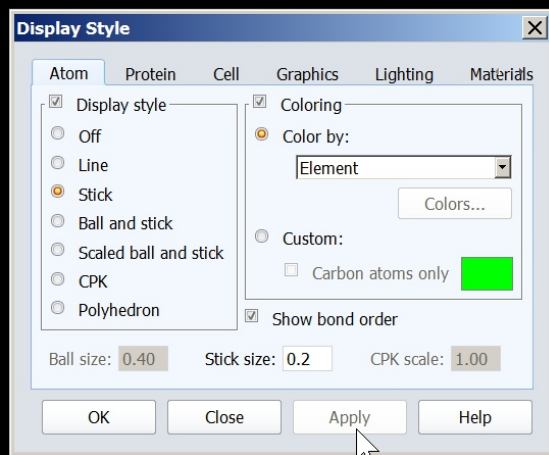 Display Style
Atom Protein Cell Graphics Lighting Materials
Display style
Off
Line
Stick
Ball and stick
Scaled ball and stick
CPK
Polyhedron
Coloring
Color by:
Element
Colors...
Custom:
Carbon atoms only
Show bond order
Ball size: 0.40 Stick size: 0.2 CPK scale: 1.00
OK Close Apply Help